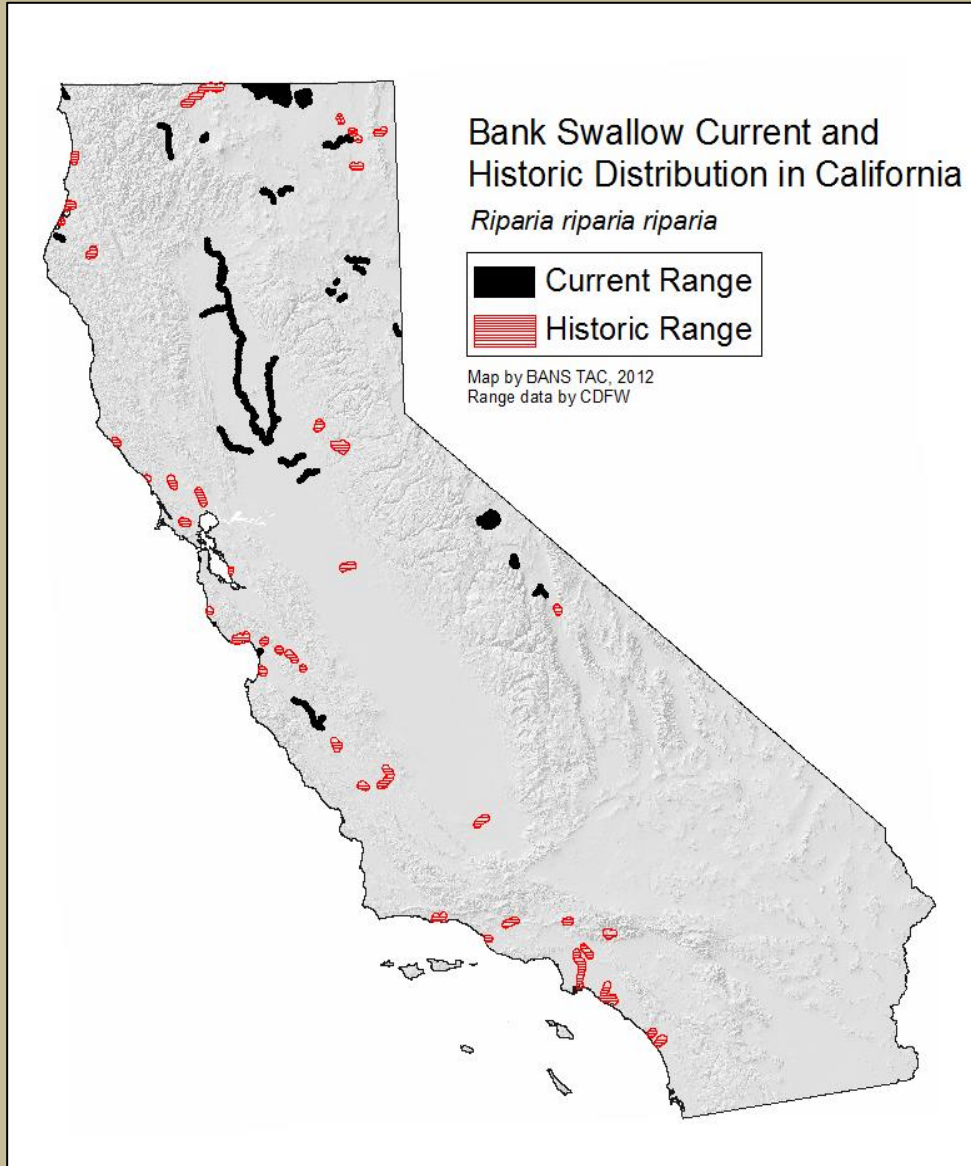 Bank Swallow Current and
Historic Distribution in California
Riparia riparia riparia
Current Range
Historic Range
Map by BANS TAC, 2012
Range data by CDFW